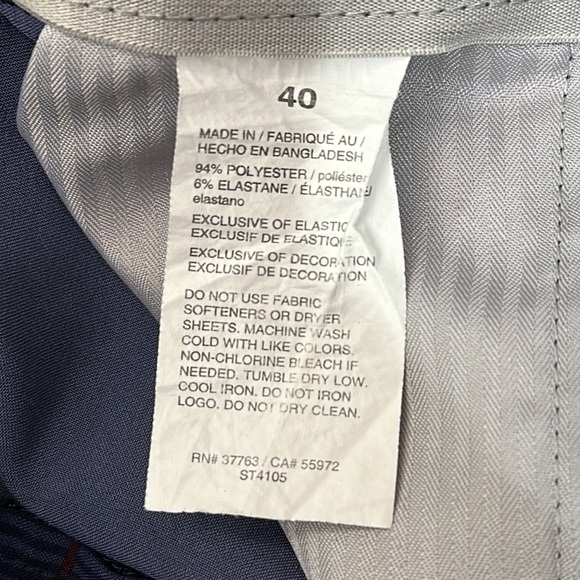 40
MADE IN / FABRIQUÉ AU /
HECHO EN BANGLADESH
94% POLYESTER / poliéster
6% ELASTANE / ÉLASTHANE/
elastano
EXCLUSIVE OF ELASTIC
EXCLUSIF DE ÉLASTIQUE
EXCLUSIVE OF DECORATION
EXCLUSIF DE DECORATION
DO NOT USE FABRIC
SOFTENERS OR DRYER
SHEETS. MACHINE WASH
COLD WITH LIKE COLORS.
NON-CHLORINE BLEACH IF
NEEDED. TUMBLE DRY LOW.
COOL IRON. DO NOT IRON
LOGO. DO NOT DRY CLEAN.
RN# 37763 / CA# 55972
ST4105